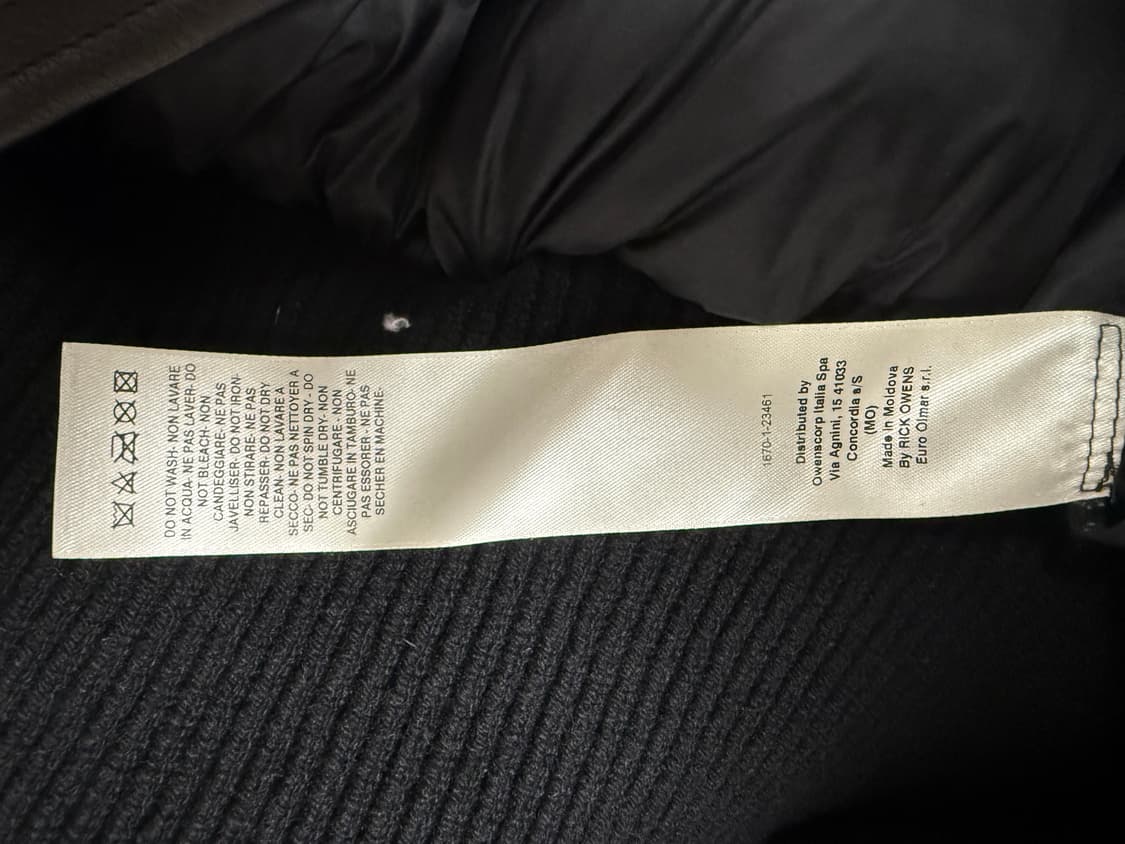 DO NOT WASH- NON LAVARE
IN ACQUA- NE PAS LAVER- DO
NOT BLEACH- NON
CANDEGGIARE- NE PAS
JAVELLISER- DO NOT IRON-
NON STIRARE- NE PAS
REPASSER- DO NOT DRY
CLEAN- NON LAVARE A
SECCO- NE PAS NETTOYER A
SEC- DO NOT SPIN DRY - DO
NOT TUMBLE DRY- NON
CENTRIFUGARE - NON
ASCIUGARE IN TAMBURO- NE
PAS ESSORER - NE PAS
SECHER EN MACHINE-
1670-1-23461
Distributed by
Owenscorp Italia Spa
Via Agnini, 15 41033
Concordia s/S
(MO)
Made in Moldova
By RICK OWENS
Euro Olmar s.r.l.